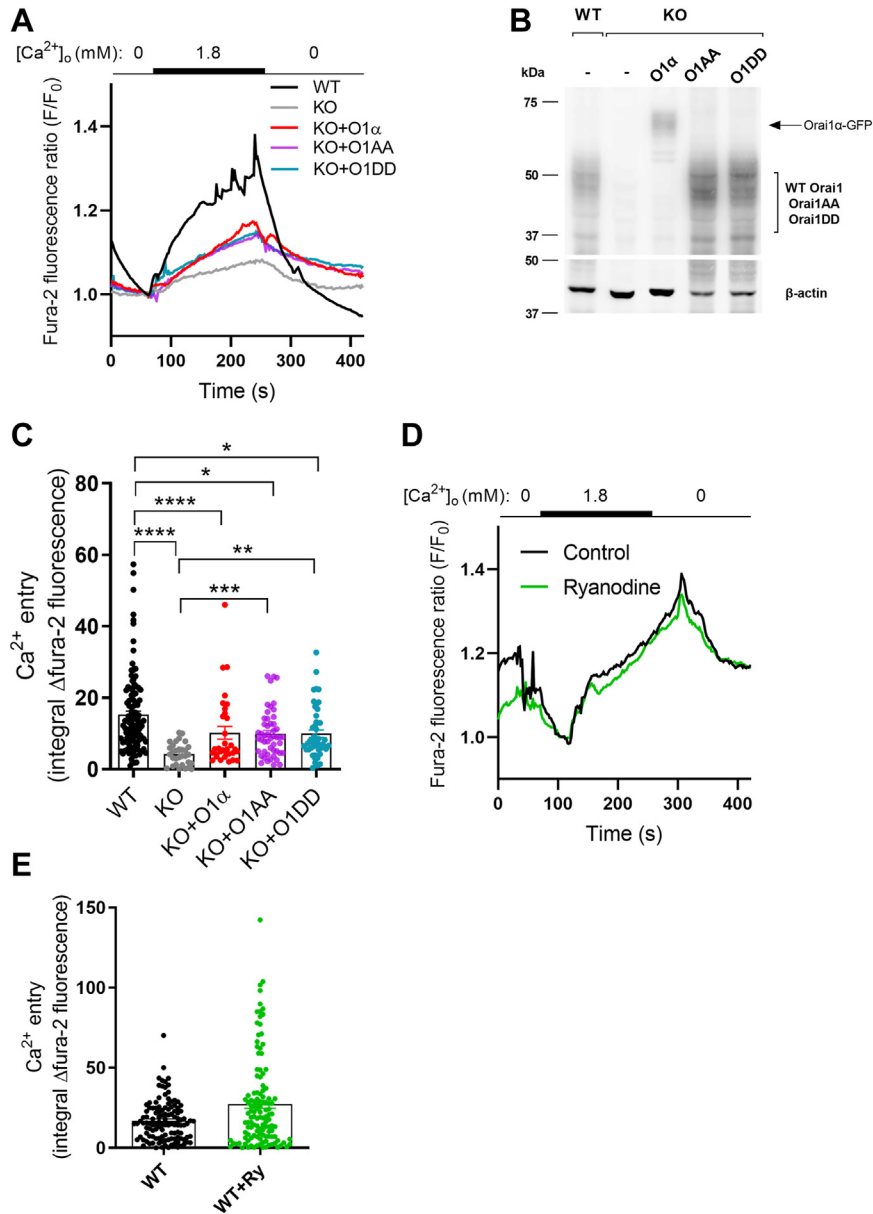 A
[Ca²⁺]ₒ (mM): 0 1.8 0
Fura-2 fluorescence ratio (F/F₀)
1.4
1.2
1.0
WT
KO
KO+O1α
KO+O1AA
KO+O1DD
0 100 200 300 400
Time (s)
B
WT KO
kDa - - O1α O1AA O1DD
75
50
37
50
37
Orai1α-GFP
WT Orai1
Orai1AA
Orai1DD
β-actin
C
Ca²⁺ entry
(integral Δfura-2 fluorescence)
80
60
40
20
0
*
*
****
****
**
***
WT KO KO+O1α KO+O1AA KO+O1DD
D
[Ca²⁺]ₒ (mM): 0 1.8 0
Fura-2 fluorescence ratio (F/F₀)
1.4
1.2
1.0
Control
Ryanodine
0 100 200 300 400
Time (s)
E
Ca²⁺ entry
(integral Δfura-2 fluorescence)
150
100
50
0
WT WT+Ry